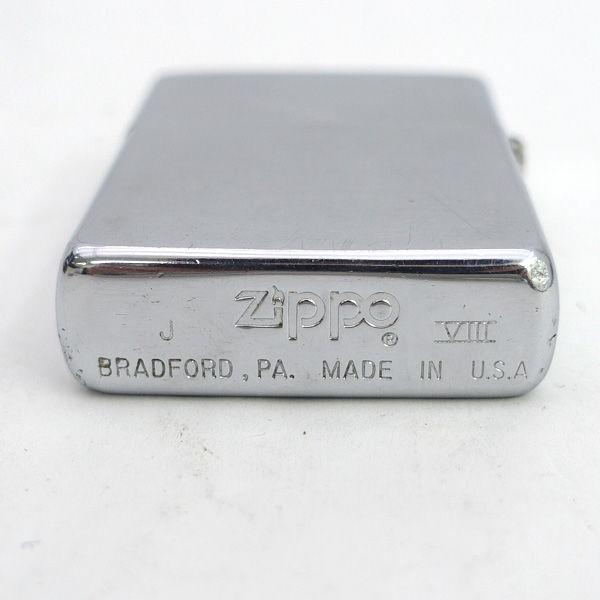 J Zippo® VIII
BRADFORD, PA. MADE IN U.S.A